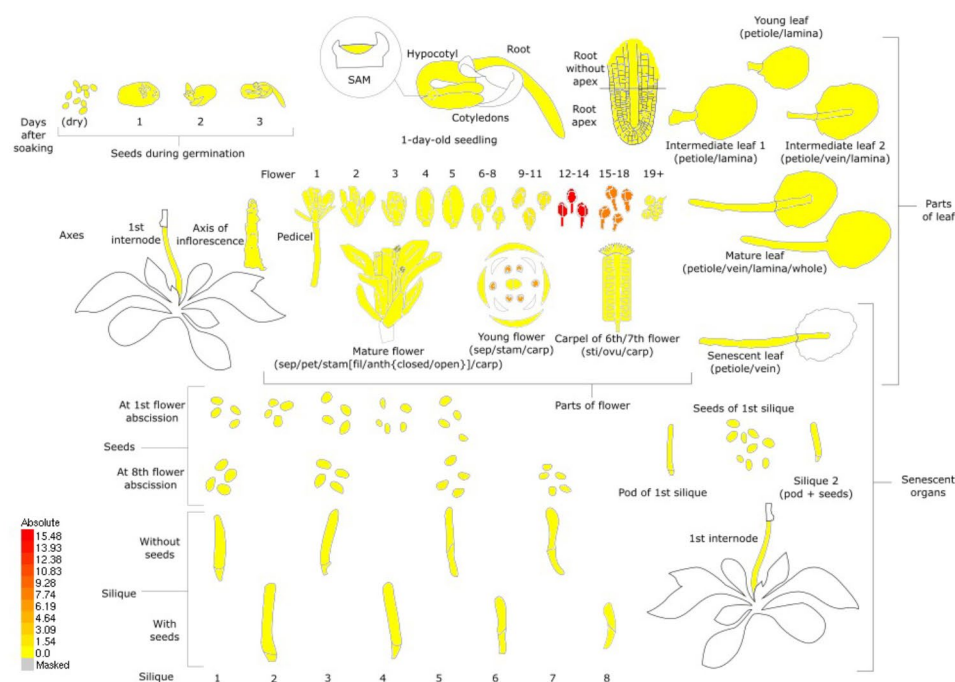 Young leaf
(petiole/lamina)
Hypocotyl
Root
SAM
Cotyledons
1-day-old seedling
Root
without
apex
Root
apex
Intermediate leaf 1
(petiole/lamina)
Intermediate leaf 2
(petiole/vein/lamina)
Days
after
soaking
(dry) 1 2 3
Seeds during germination
Flower 1 2 3 4 5 6-8 9-11 12-14 15-18 19+
Parts
of leaf
Axes
1st
internode
Axis of
inflorescence
Pedicel
Mature leaf
(petiole/vein/lamina/whole)
Mature flower
(sep/pet/stam[fil/anth{closed/open}]/carp)
Young flower
(sep/stam/carp)
Carpel of 6th/7th flower
(sti/ovu/carp)
Senescent leaf
(petiole/vein)
Parts of flower
At 1st flower
abscission
Seeds
At 8th flower
abscission
Seeds of 1st silique
Pod of 1st silique
Silique 2
(pod + seeds)
Senescent
organs
1st internode
Without
seeds
Silique
With
seeds
Silique 1 2 3 4 5 6 7 8
Absolute
15.48
13.93
12.38
10.83
9.28
7.74
6.19
4.64
3.09
1.54
0.0
Masked